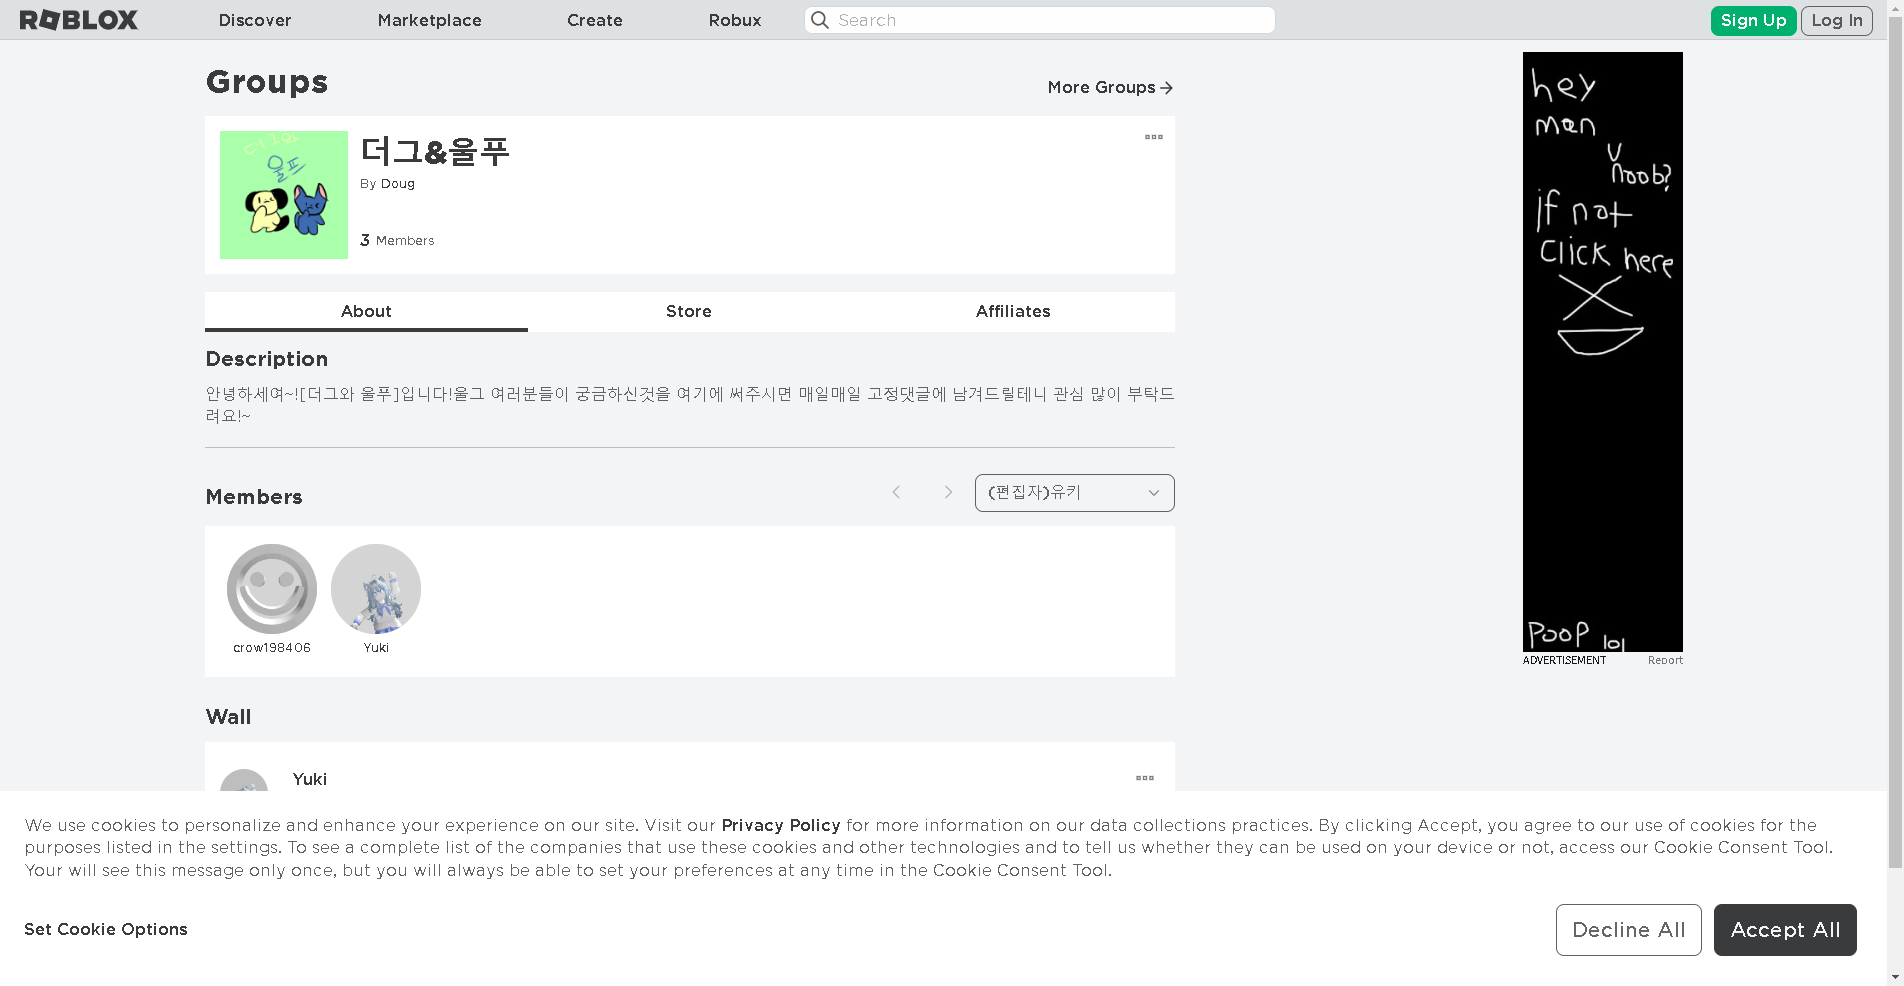 ROBLOX
Discover
Marketplace
Create
Robux
Search
Sign Up
Log In
Groups
More Groups
더그와
울프
더그&울푸
By Doug
3 Members
About
Store
Affiliates
Description
안녕하세여~![더그와 울푸]입니다!울그 여러분들이 궁금하신것을 여기에 써주시면 매일매일 고정댓글에 남겨드릴테니 관심 많이 부탁드
려요!~
Members
(편집자)유키
crow198406
Yuki
Wall
Yuki
hey
men
U
noob?
if not
click here
POOP lol
ADVERTISEMENT
Report
We use cookies to personalize and enhance your experience on our site. Visit our Privacy Policy for more information on our data collections practices. By clicking Accept, you agree to our use of cookies for the
purposes listed in the settings. To see a complete list of the companies that use these cookies and other technologies and to tell us whether they can be used on your device or not, access our Cookie Consent Tool.
Your will see this message only once, but you will always be able to set your preferences at any time in the Cookie Consent Tool.
Set Cookie Options
Decline All
Accept All